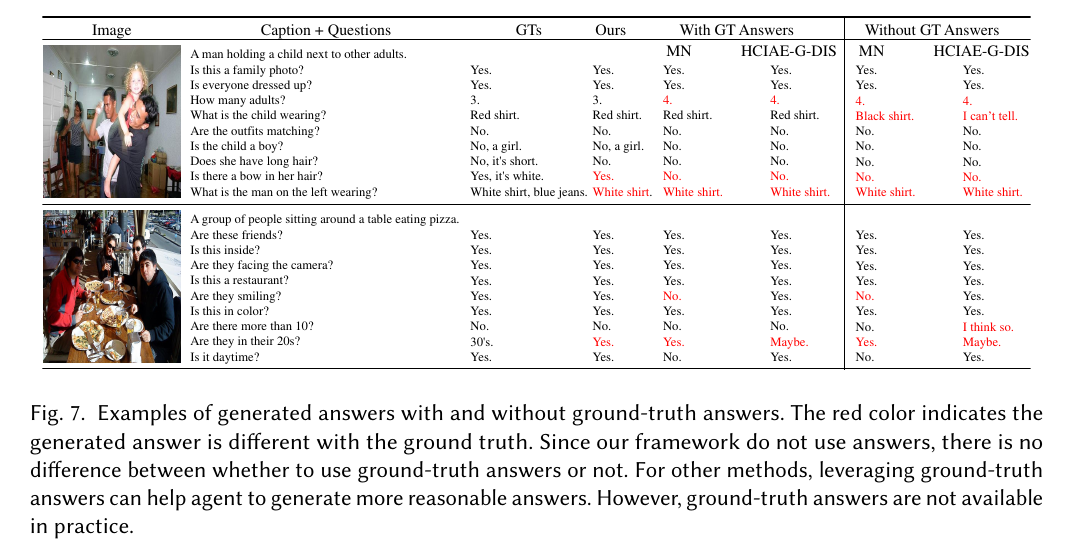 Image Caption + Questions GTs Ours With GT Answers Without GT Answers
MN HCIAE-G-DIS MN HCIAE-G-DIS
A man holding a child next to other adults.
Is this a family photo? Yes. Yes. Yes. Yes. Yes. Yes.
Is everyone dressed up? Yes. Yes. Yes. Yes. Yes. Yes.
How many adults? 3. 3. 4. 4. 4. 4.
What is the child wearing? Red shirt. Red shirt. Red shirt. Red shirt. Black shirt. I can't tell.
Are the outfits matching? No. No. No. No. No. No.
Is the child a boy? No, a girl. No, a girl. No. No. No. No.
Does she have long hair? No, it's short. No. No. No. No. No.
Is there a bow in her hair? Yes, it's white. Yes. No. No. No. No.
What is the man on the left wearing? White shirt, blue jeans. White shirt. White shirt. White shirt. White shirt. White shirt.
A group of people sitting around a table eating pizza.
Are these friends? Yes. Yes. Yes. Yes. Yes. Yes.
Is this inside? Yes. Yes. Yes. Yes. Yes. Yes.
Are they facing the camera? Yes. Yes. Yes. Yes. Yes. Yes.
Is this a restaurant? Yes. Yes. Yes. Yes. Yes. Yes.
Are they smiling? Yes. Yes. No. Yes. No. Yes.
Is this in color? Yes. Yes. Yes. Yes. Yes. Yes.
Are there more than 10? No. No. No. No. No. I think so.
Are they in their 20s? 30's. Yes. Yes. Maybe. Yes. Maybe.
Is it daytime? Yes. Yes. No. Yes. No. Yes.
Fig. 7. Examples of generated answers with and without ground-truth answers. The red color indicates the
generated answer is different with the ground truth. Since our framework do not use answers, there is no
difference between whether to use ground-truth answers or not. For other methods, leveraging ground-truth
answers can help agent to generate more reasonable answers. However, ground-truth answers are not available
in practice.